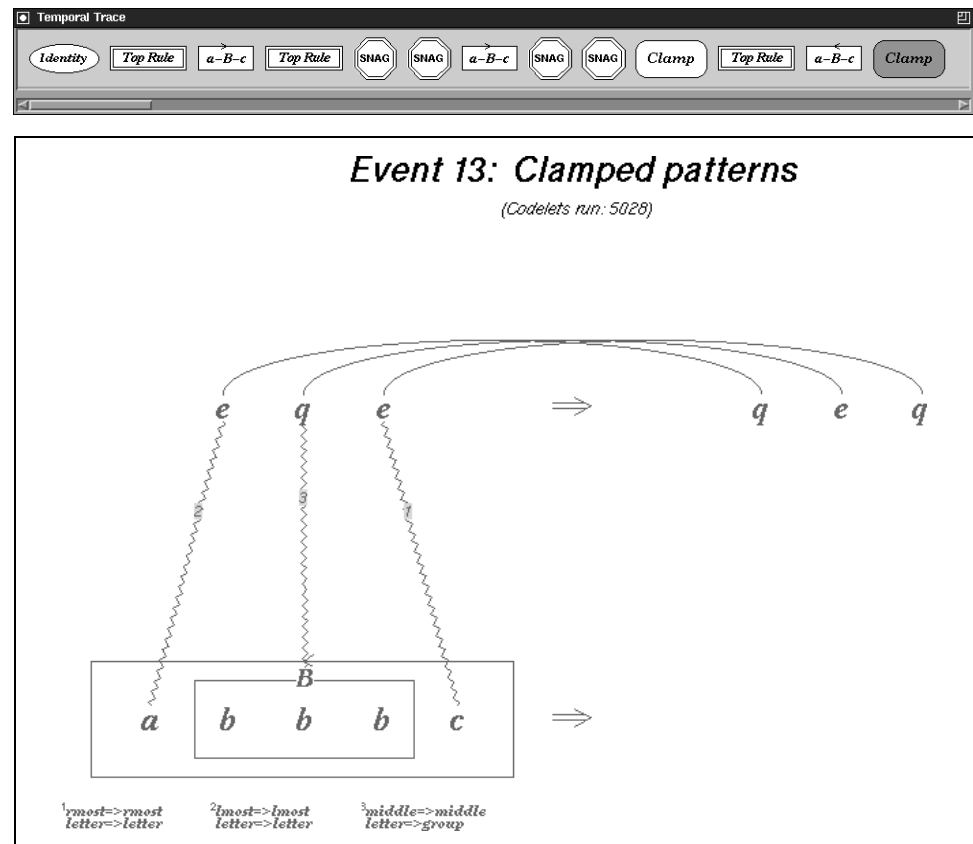 Temporal Trace
Identity Top Rule a-B-c Top Rule SNAG SNAG a-B-c SNAG SNAG Clamp Top Rule a-B-c Clamp
Event 13: Clamped patterns
(Codelets run: 5028)
e q e ⇒ q e q
2 3 1
B
a b b b c ⇒
1rmost=>rmost 2lmost=>lmost 3middle=>middle
letter=>letter letter=>letter letter=>group